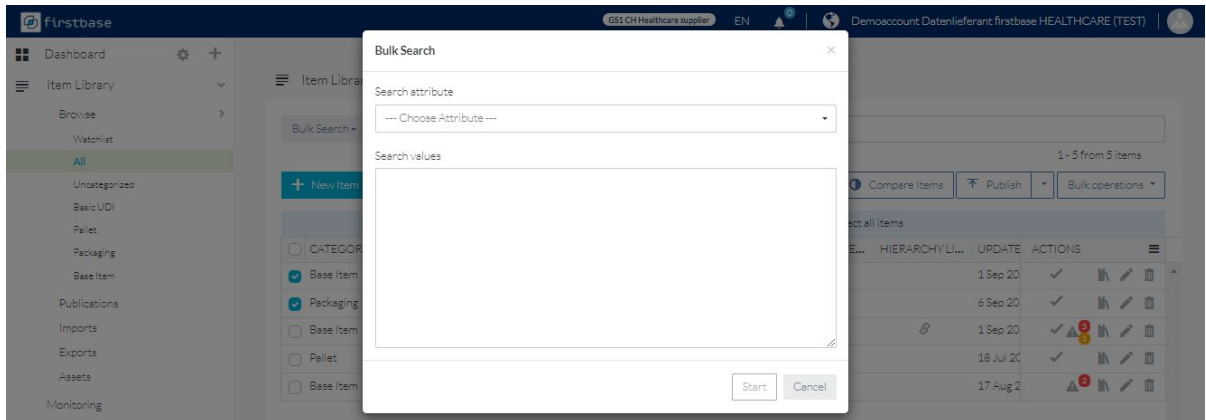 firstbase
GS1 CH Healthcare supplier
EN
0
Demoaccount Datenlieferant firstbase HEALTHCARE (TEST)
Dashboard
Item Library
Browse
Watchlist
All
Uncategorized
Basic UDI
Pallet
Packaging
Base Item
Publications
Imports
Exports
Assets
Monitoring
Item Libra
Bulk Search
1 - 5 from 5 items
New Item
Compare Items
Publish
Bulk operations
ect all items
CATEGOR
E... HIERARCHY LI... UPDATE ACTIONS
Base Item 1 Sep 20
Packaging 6 Sep 20
Base Item 1 Sep 20 5
Pallet 18 Jul 20
Base Item 17 Aug 2 2
Bulk Search
Search attribute
--- Choose Attribute ---
Search values
Start Cancel